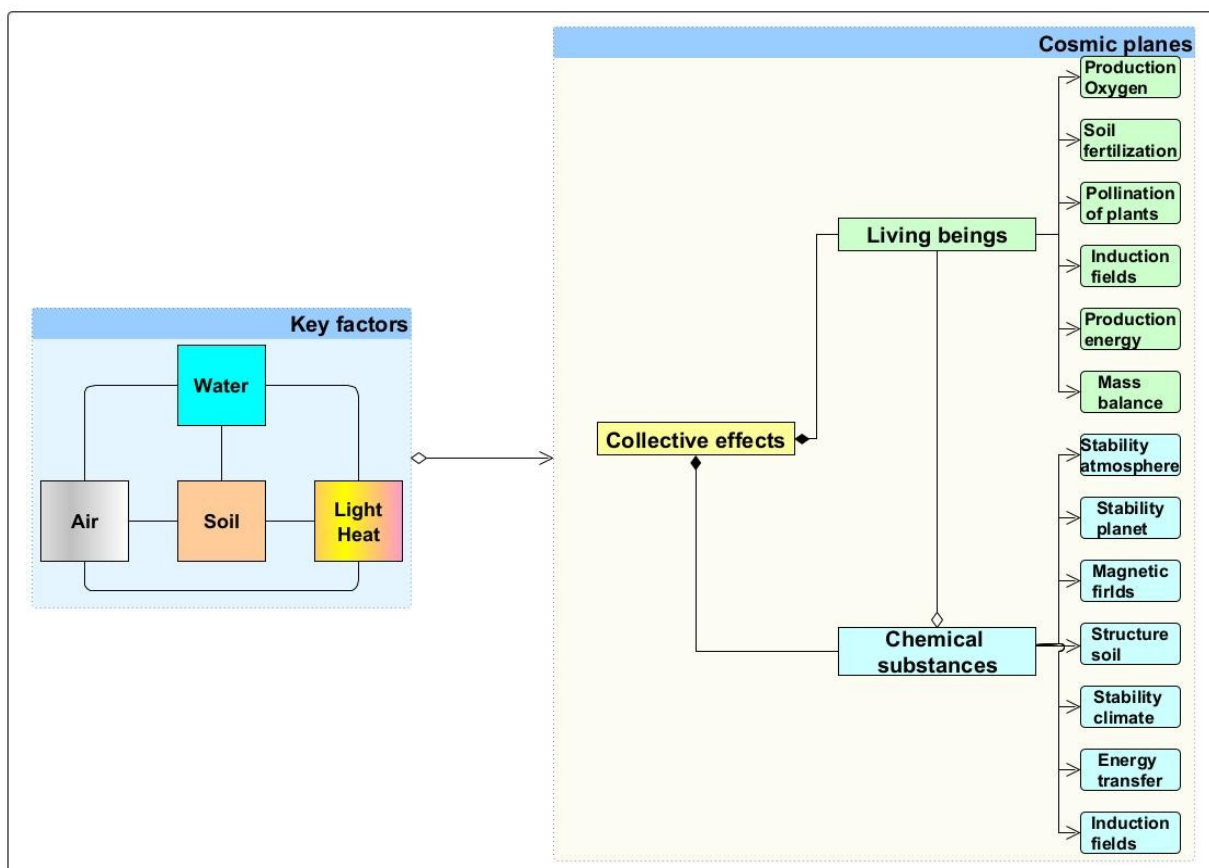 Cosmic planes
Production
Oxygen
Soil
fertilization
Pollination
of plants
Living beings
Induction
fields
Key factors
Production
energy
Water
Mass
balance
Collective effects
Stability
atmosphere
Air
Soil
Light
Heat
Stability
planet
Magnetic
firlds
Chemical
substances
Structure
soil
Stability
climate
Energy
transfer
Induction
fields